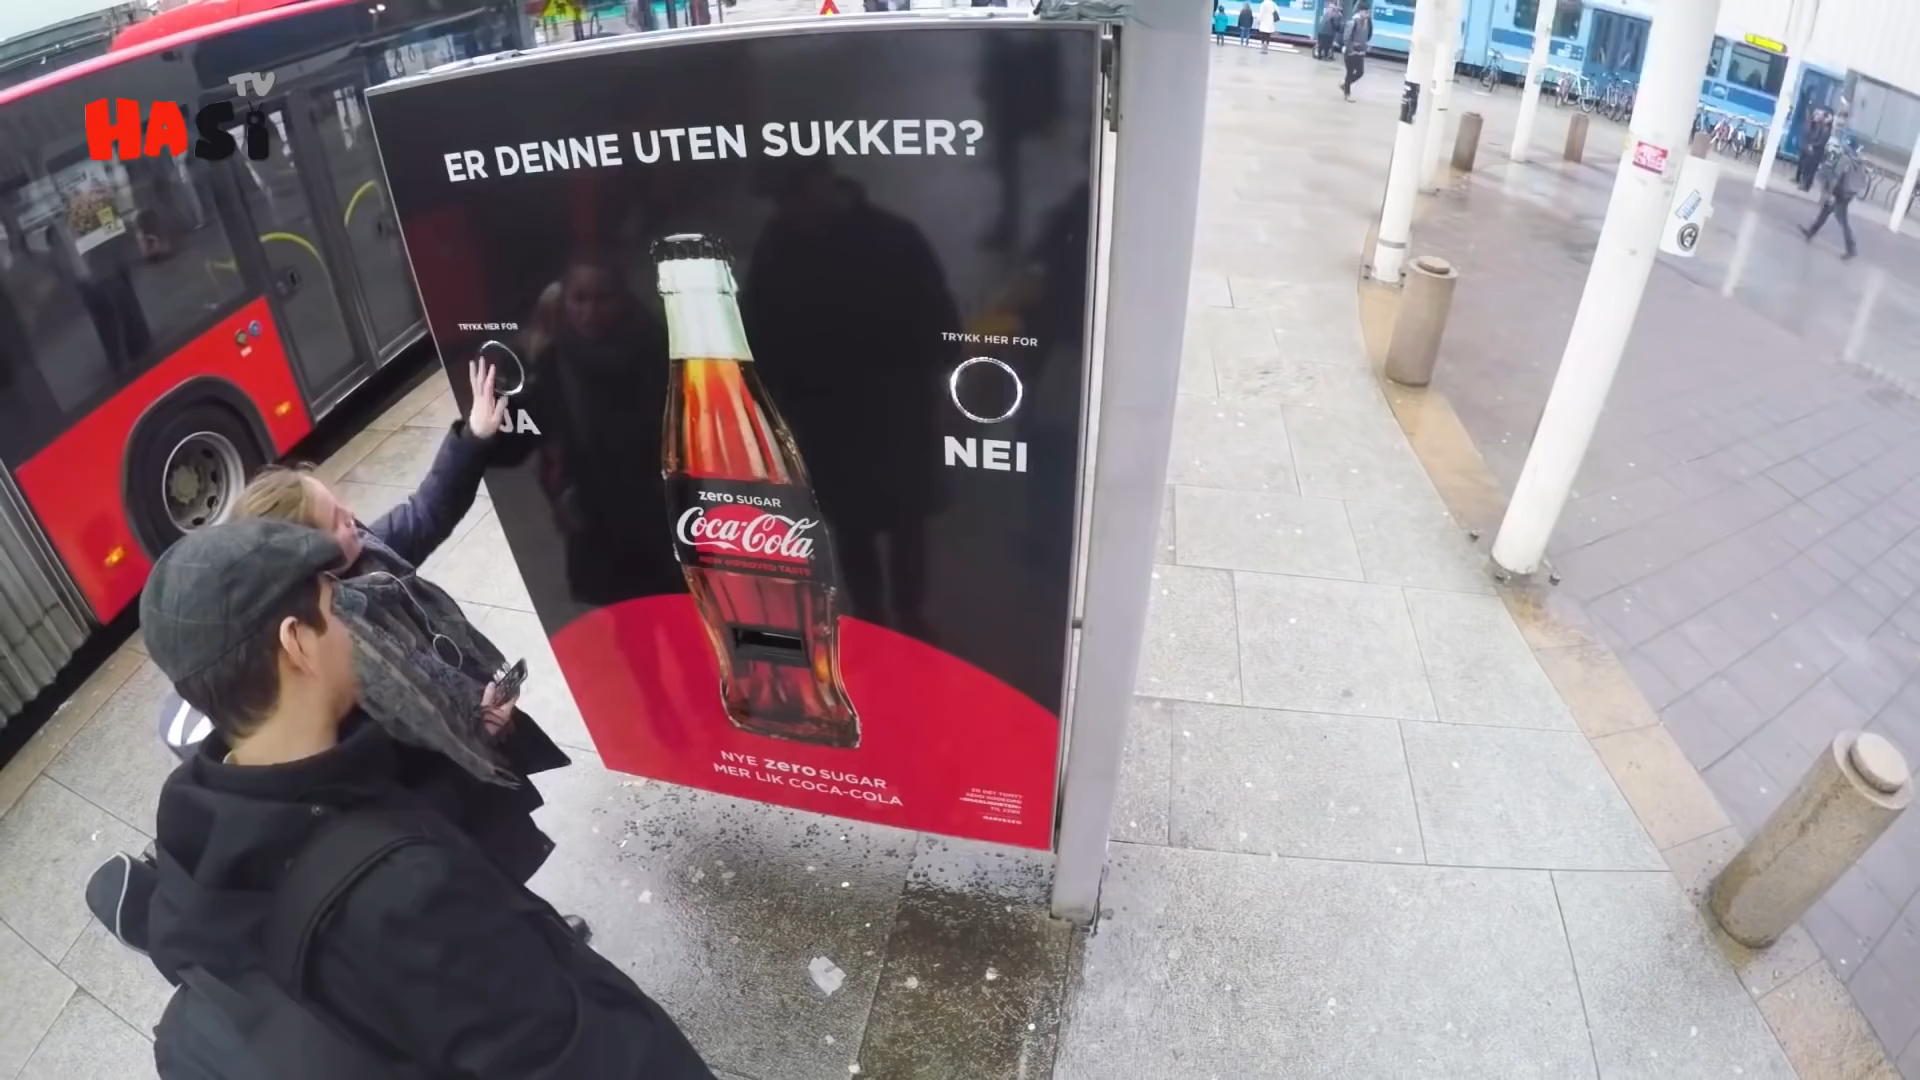 HASi TV
ER DENNE UTEN SUKKER?
TRYKK HER FOR
JA
TRYKK HER FOR
NEI
zero SUGAR
Coca-Cola
NEW IMPROVED TASTE
NYE zero SUGAR
MER LIK COCA-COLA